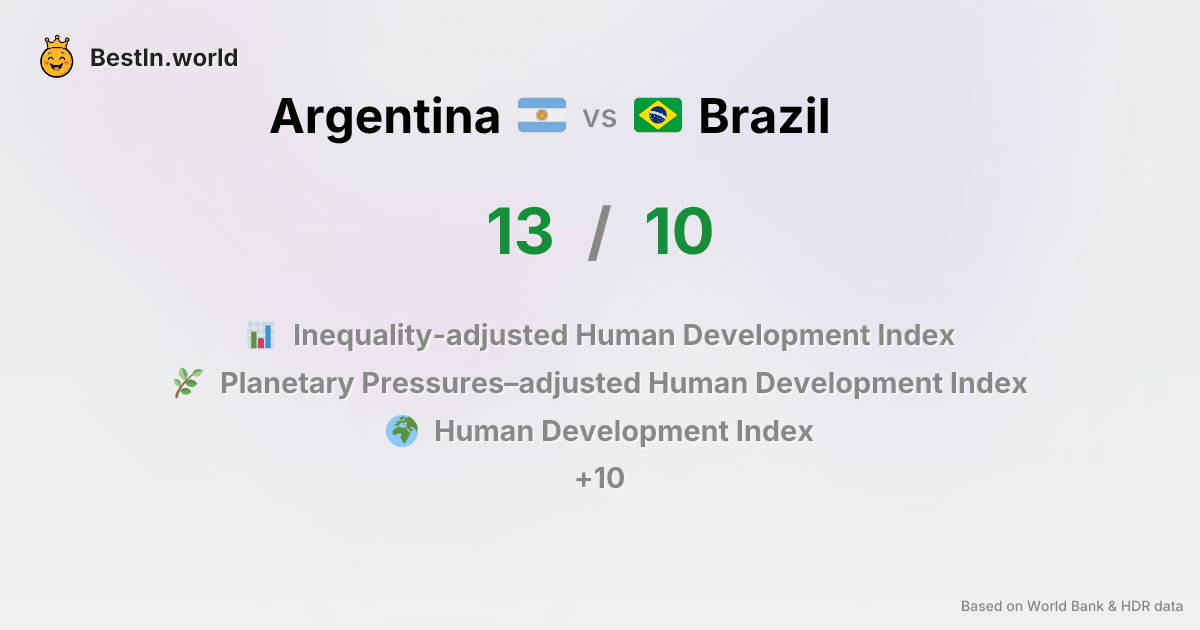 BestIn.world
Argentina vs Brazil
13 / 10
Inequality-adjusted Human Development Index
Planetary Pressures–adjusted Human Development Index
Human Development Index
+10
Based on World Bank & HDR data